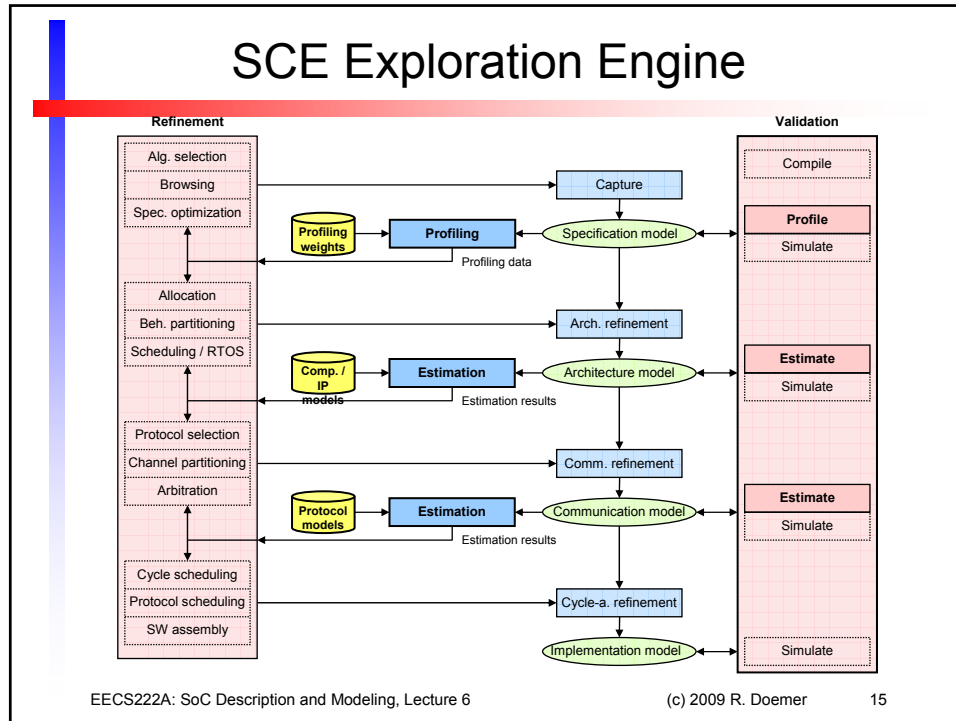 SCE Exploration Engine
Refinement
Validation
Alg. selection
Browsing
Spec. optimization
Capture
Compile
Profiling
weights
Profiling
Specification model
Profile
Simulate
Profiling data
Allocation
Beh. partitioning
Scheduling / RTOS
Arch. refinement
Comp. /
IP
models
Estimation
Architecture model
Estimate
Simulate
Estimation results
Protocol selection
Channel partitioning
Arbitration
Comm. refinement
Protocol
models
Estimation
Communication model
Estimate
Simulate
Estimation results
Cycle scheduling
Protocol scheduling
SW assembly
Cycle-a. refinement
Implementation model
Simulate
EECS222A: SoC Description and Modeling, Lecture 6
(c) 2009 R. Doemer
15